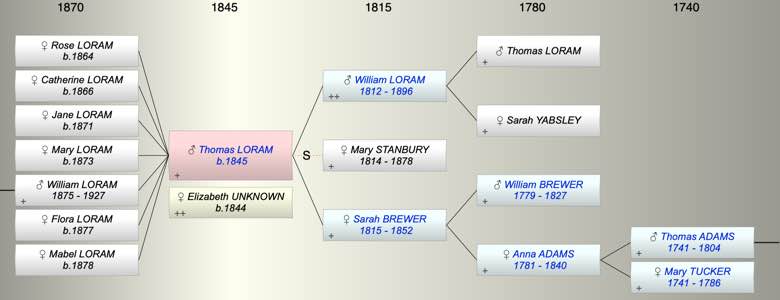 1870 1845 1815 1780 1740
♀ Rose LORAM
b.1864
♀ Catherine LORAM
b.1866
♀ Jane LORAM
b.1871
♀ Mary LORAM
b.1873
♂ William LORAM
1875 - 1927
+
♀ Flora LORAM
b.1877
♀ Mabel LORAM
b.1878
♂ Thomas LORAM
b.1845
+
♀ Elizabeth UNKNOWN
b.1844
++
S
♂ William LORAM
1812 - 1896
++
♀ Mary STANBURY
1814 - 1878
+
♀ Sarah BREWER
1815 - 1852
+
♂ Thomas LORAM
+
♀ Sarah YABSLEY
+
♂ William BREWER
1779 - 1827
+
♀ Anna ADAMS
1781 - 1840
+
♂ Thomas ADAMS
1741 - 1804
+
♀ Mary TUCKER
1741 - 1786
+